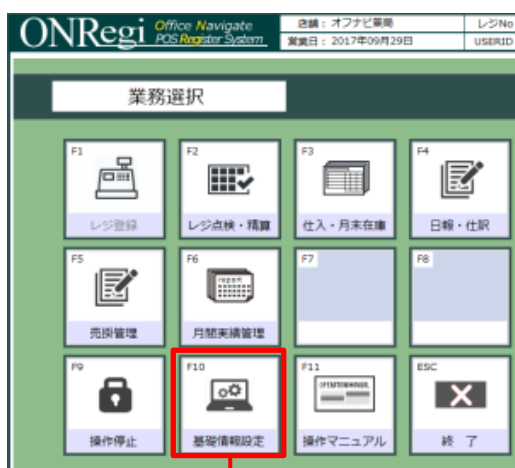 ONRegi Office Navigate POS Register System
店舗：オフナビ薬局 レジNo
営業日：2017年09月29日 USERID
業務選択
F1 F2 F3 F4
レジ登録 レジ点検・精算 仕入・月末在庫 日報・仕訳
F5 F6 F7 F8
report
売掛管理 月間実績管理
F9 F10 F11 ESC
操作停止 基礎情報設定 操作マニュアル 終 了